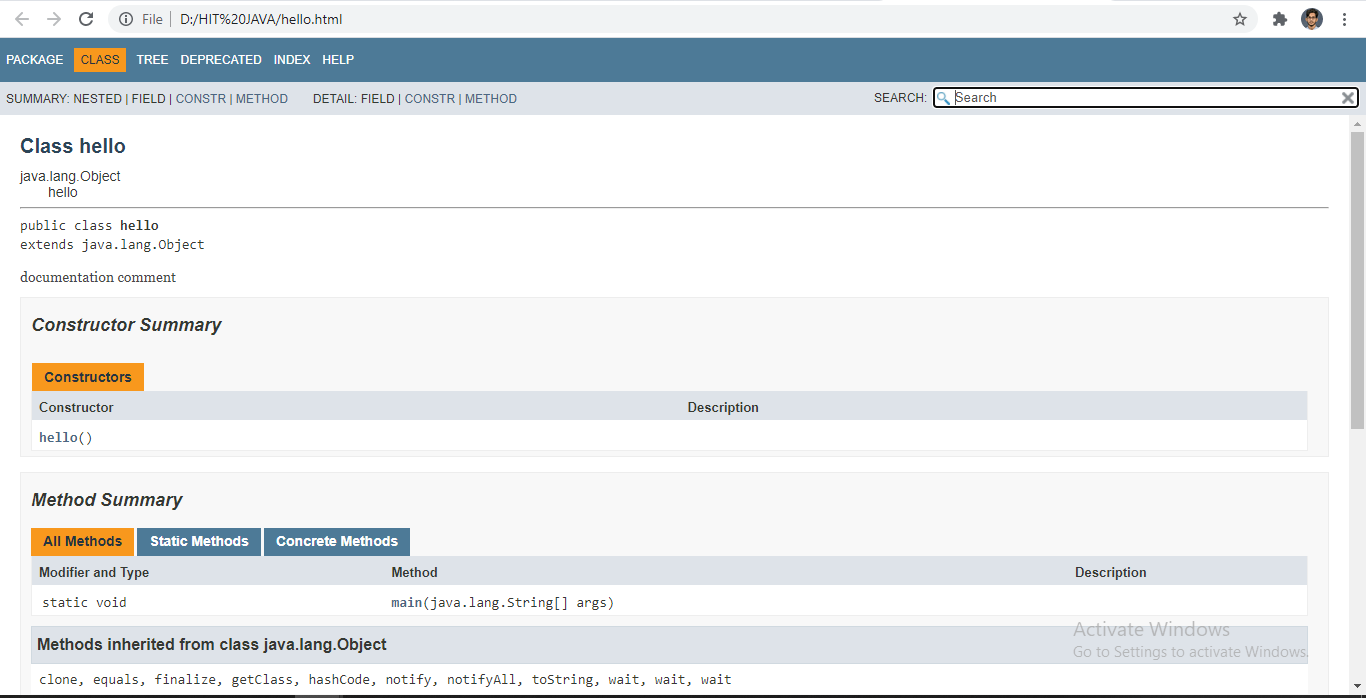 File | D:/HIT%20JAVA/hello.html
PACKAGE CLASS TREE DEPRECATED INDEX HELP
SUMMARY: NESTED | FIELD | CONSTR | METHOD DETAIL: FIELD | CONSTR | METHOD SEARCH: Search
Class hello
java.lang.Object
hello
public class hello
extends java.lang.Object
documentation comment
Constructor Summary
Constructors
Constructor Description
hello()
Method Summary
All Methods Static Methods Concrete Methods
Modifier and Type Method Description
static void main(java.lang.String[] args)
Activate Windows
Methods inherited from class java.lang.Object
Go to Settings to activate Windows.
clone, equals, finalize, getClass, hashCode, notify, notifyAll, toString, wait, wait, wait